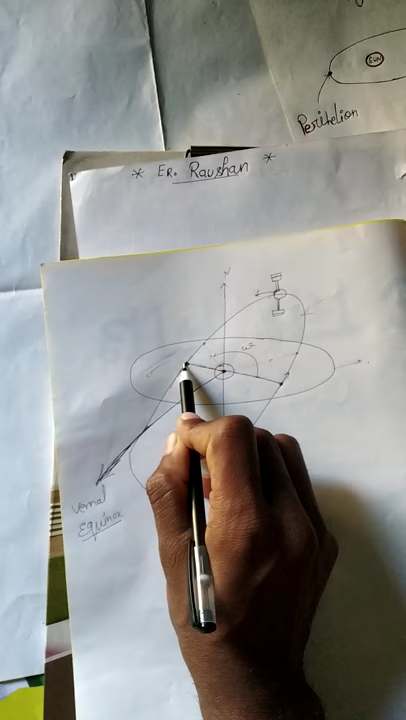 SUN
Perihelion
* ER. Raushan *
Vernal
Equinox